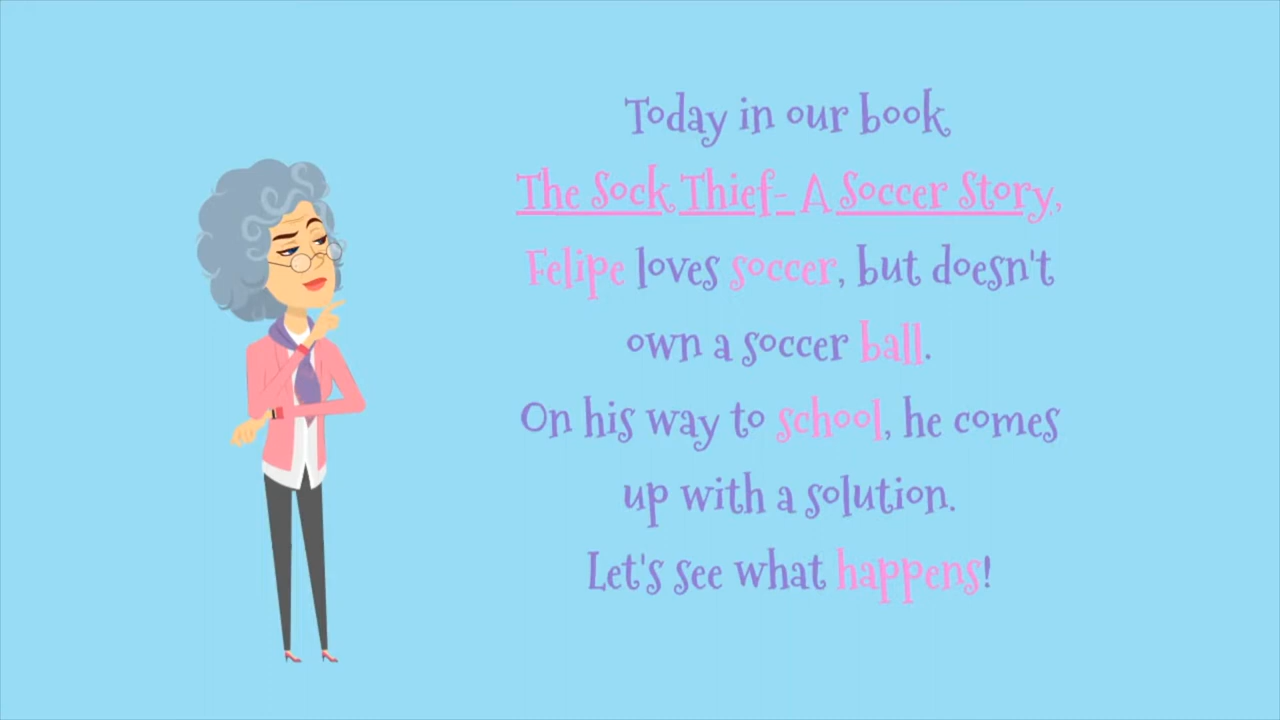 Today in our book
The Sock Thief- A Soccer Story,
Felipe loves soccer, but doesn't
own a soccer ball.
On his way to school, he comes
up with a solution.
Let's see what happens!